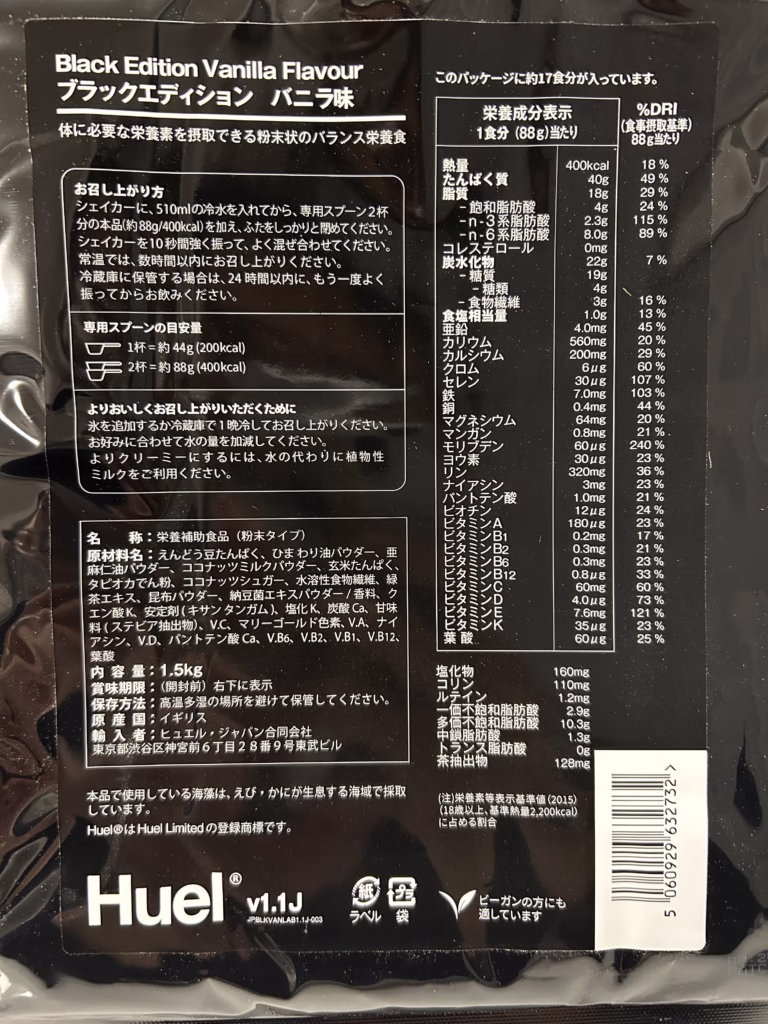 Black Edition Vanilla Flavour
ブラックエディション バニラ味
体に必要な栄養素を摂取できる粉末状のバランス栄養食
お召し上がり方
シェイカーに、510mlの冷水を入れてから、専用スプーン2杯
分の本品(約88g/400kcal)を加え、ふたをしっかりと閉めてください。
シェイカーを10秒間強く振って、よく混ぜ合わせてください。
常温では、数時間以内にお召し上がりください。
冷蔵庫に保管する場合は、24時間以内に、もう一度よく
振ってからお飲みください。
専用スプーンの目安量
1杯=約44g(200kcal)
2杯=約88g(400kcal)
よりおいしくお召し上がりいただくために
氷を追加するか冷蔵庫で1晩冷してお召し上がりください。
お好みに合わせて水の量を加減してください。
よりクリーミーにするには、水の代わりに植物性
ミルクをご利用ください。
名 称:栄養補助食品(粉末タイプ)
原材料名:えんどう豆たんぱく、ひまわり油パウダー、亜
麻仁油パウダー、ココナッツミルクパウダー、玄米たんぱく、
タピオカでん粉、ココナッツシュガー、水溶性食物繊維、緑
茶エキス、昆布パウダー、納豆菌エキスパウダー/香料、ク
エン酸K、安定剤(キサンタンガム)、塩化K、炭酸Ca、甘味
料(ステビア抽出物)、V.C、マリーゴールド色素、V.A、ナイ
アシン、V.D、パントテン酸Ca、V.B6、V.B2、V.B1、V.B12、
葉酸
内容量:1.5kg
賞味期限:(開封前)右下に表示
保存方法:高温多湿の場所を避けて保管してください。
原産国:イギリス
輸入者:ヒュエル・ジャパン合同会社
東京都渋谷区神宮前6丁目28番9号東武ビル
本品で使用している海藻は、えび・かにが生息する海域で採取
しています。
Huel®はHuel Limitedの登録商標です。
Huel®
v1.1J
JPBLKVANLAB1.1J-003
紙
ラベル
プラ
袋
ビーガンの方にも
適しています
このパッケージに約17食分が入っています。
栄養成分表示
1食分(88g)当たり
%DRI
(食事摂取基準)
88g当たり
熱量 400kcal 18%
たんぱく質 40g 49%
脂質 18g 29%
-飽和脂肪酸 4g 24%
-n-3系脂肪酸 2.3g 115%
-n-6系脂肪酸 8.0g 89%
コレステロール 0mg
炭水化物 22g 7%
-糖質 19g
-糖類 4g
-食物繊維 3g 16%
食塩相当量 1.0g 13%
亜鉛 4.0mg 45%
カリウム 560mg 20%
カルシウム 200mg 29%
クロム 6μg 60%
セレン 30μg 107%
鉄 7.0mg 103%
銅 0.4mg 44%
マグネシウム 64mg 20%
マンガン 0.8mg 21%
モリブデン 60μg 240%
ヨウ素 30μg 23%
リン 320mg 36%
ナイアシン 3mg 23%
パントテン酸 1.0mg 21%
ビオチン 12μg 24%
ビタミンA 180μg 23%
ビタミンB1 0.2mg 17%
ビタミンB2 0.3mg 21%
ビタミンB6 0.3mg 23%
ビタミンB12 0.8μg 33%
ビタミンC 60mg 60%
ビタミンD 4.0μg 73%
ビタミンE 7.6mg 121%
ビタミンK 35μg 23%
葉酸 60μg 25%
塩化物 160mg
コリン 110mg
ルテイン 1.2mg
一価不飽和脂肪酸 2.9g
多価不飽和脂肪酸 10.3g
中鎖脂肪酸 1.3g
トランス脂肪酸 0g
茶抽出物 128mg
(注)栄養素等表示基準値(2015)
(18歳以上、基準熱量2,200kcal)
に占める割合
5 060929 632732 >